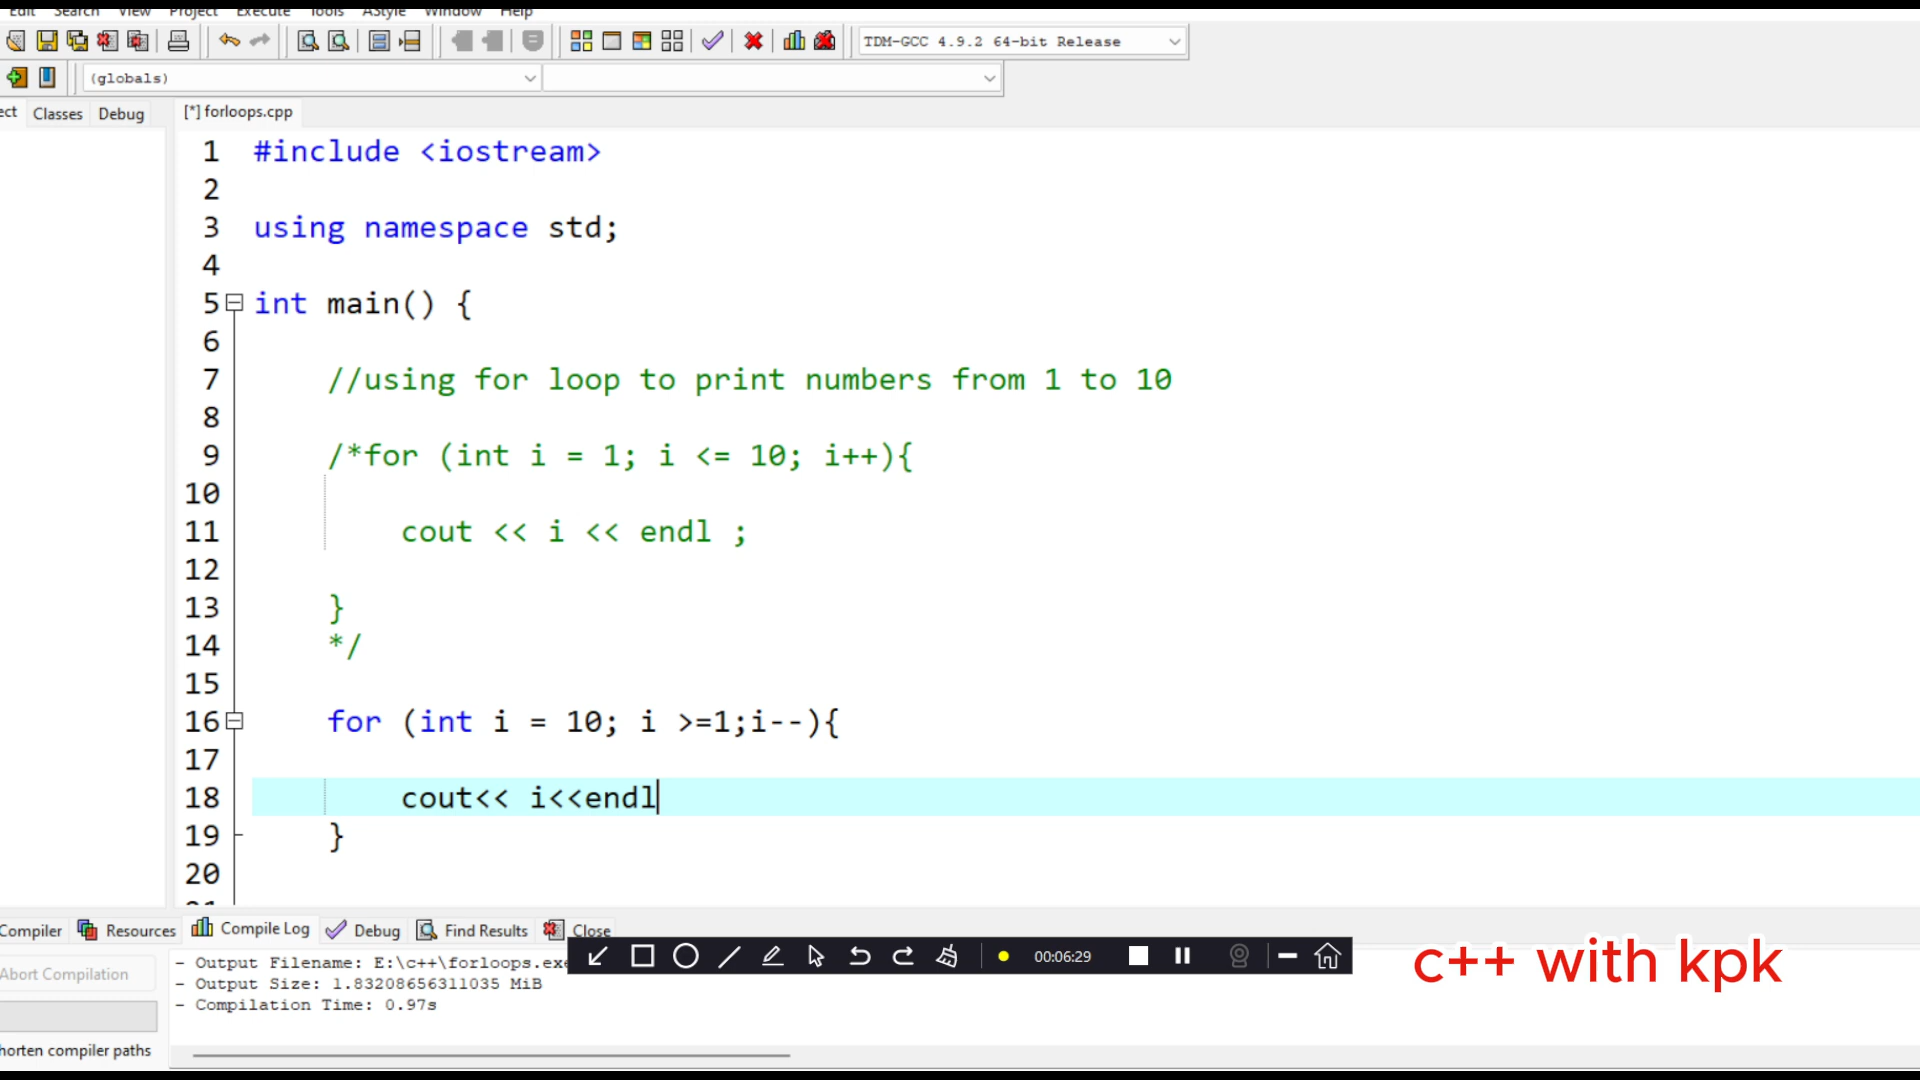 Edit Search View Project Execute Tools AStyle Window Help
TDM-GCC 4.9.2 64-bit Release
(globals)
ect Classes Debug [*] forloops.cpp
1 #include <iostream>
2
3 using namespace std;
4
5 int main() {
6
7 //using for loop to print numbers from 1 to 10
8
9 /*for (int i = 1; i <= 10; i++){
10
11 cout << i << endl ;
12
13 }
14 */
15
16 for (int i = 10; i >=1;i--){
17
18 cout<< i<<endl
19 }
20
21
Compiler Resources Compile Log Debug Find Results Close
Abort Compilation
- Output Filename: E:\c++\forloops.exe
- Output Size: 1.83208656311035 MiB
- Compilation Time: 0.97s
horten compiler paths
00:06:29
c++ with kpk